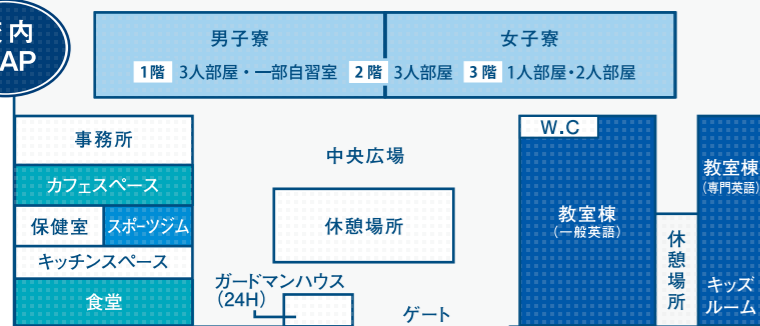 内
AP
男子寮
女子寮
1階 3人部屋・一部自習室 2階 3人部屋 3階 1人部屋・2人部屋
事務所
カフェスペース
保健室 スポーツジム
キッチンスペース
食堂
中央広場
休憩場所
ガードマンハウス
(24H)
ゲート
W.C
教室棟
(一般英語)
休憩場所
教室棟
(専門英語)
キッズ
ルーム